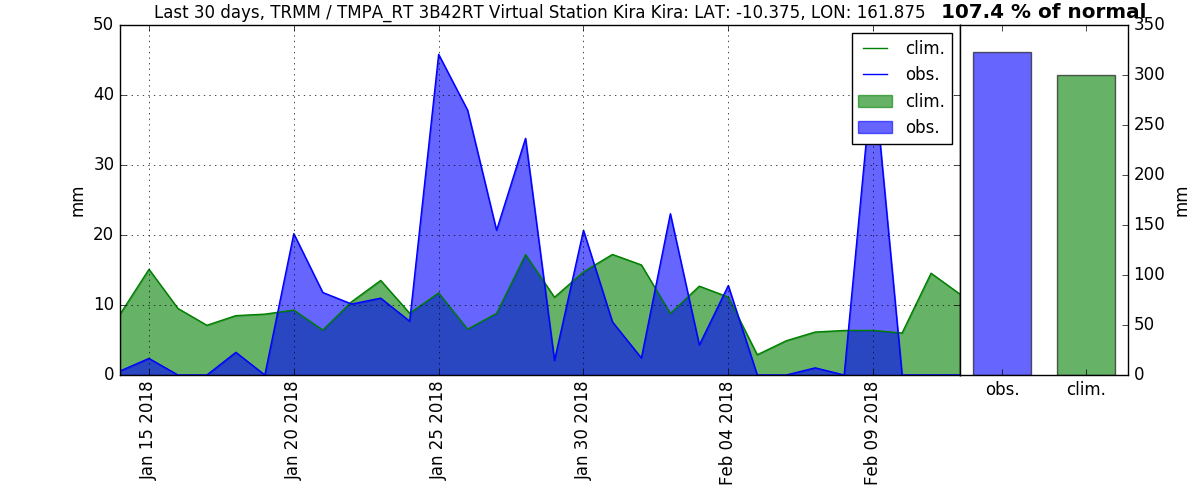 Last 30 days, TRMM / TMPA_RT 3B42RT Virtual Station Kira Kira: LAT: -10.375, LON: 161.875
107.4 % of normal
50
40
30
20
10
0
mm
clim.
obs.
clim.
obs.
Jan 15 2018
Jan 20 2018
Jan 25 2018
Jan 30 2018
Feb 04 2018
Feb 09 2018
350
300
250
200
150
100
50
0
mm
obs.
clim.